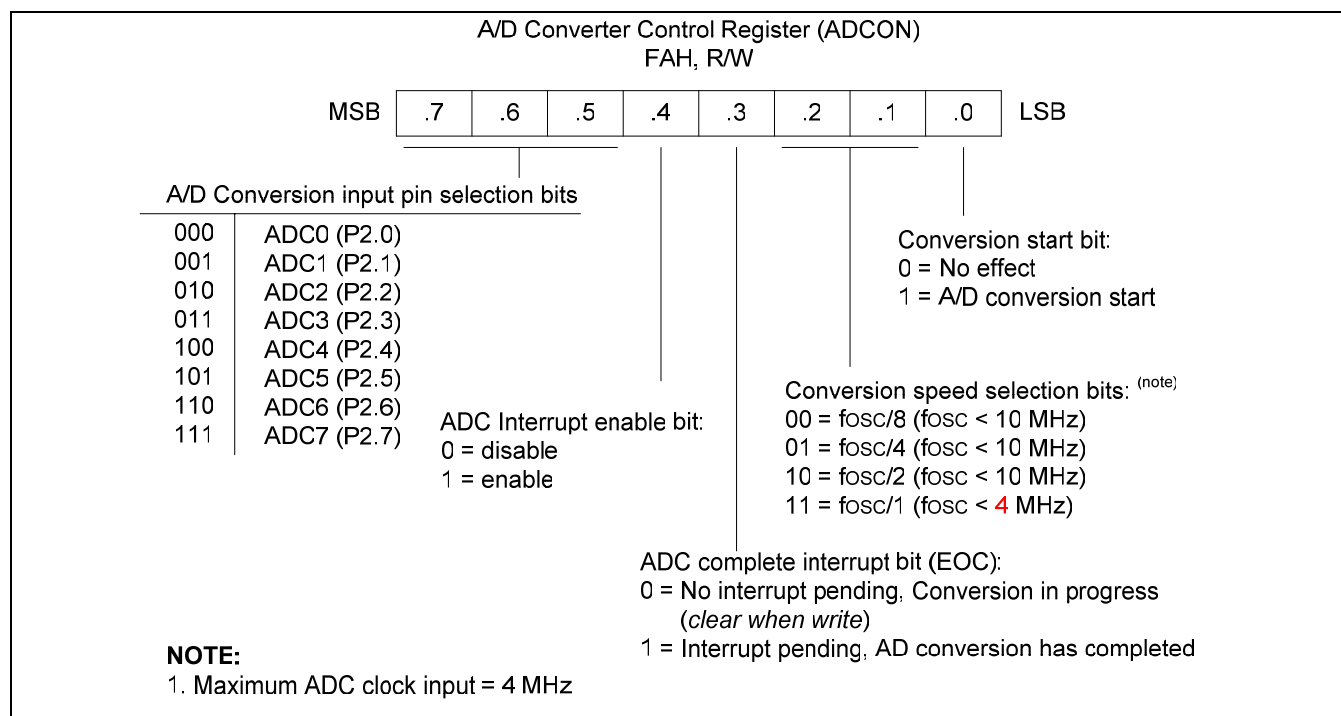 A/D Converter Control Register (ADCON)
FAH, R/W
MSB .7 .6 .5 .4 .3 .2 .1 .0 LSB
A/D Conversion input pin selection bits
000 ADC0 (P2.0)
001 ADC1 (P2.1)
010 ADC2 (P2.2)
011 ADC3 (P2.3)
100 ADC4 (P2.4)
101 ADC5 (P2.5)
110 ADC6 (P2.6)
111 ADC7 (P2.7)
ADC Interrupt enable bit:
0 = disable
1 = enable
Conversion start bit:
0 = No effect
1 = A/D conversion start
Conversion speed selection bits: (note)
00 = fOSC/8 (fOSC < 10 MHz)
01 = fOSC/4 (fOSC < 10 MHz)
10 = fOSC/2 (fOSC < 10 MHz)
11 = fOSC/1 (fOSC < 4 MHz)
ADC complete interrupt bit (EOC):
0 = No interrupt pending, Conversion in progress
(clear when write)
1 = Interrupt pending, AD conversion has completed
NOTE:
1. Maximum ADC clock input = 4 MHz